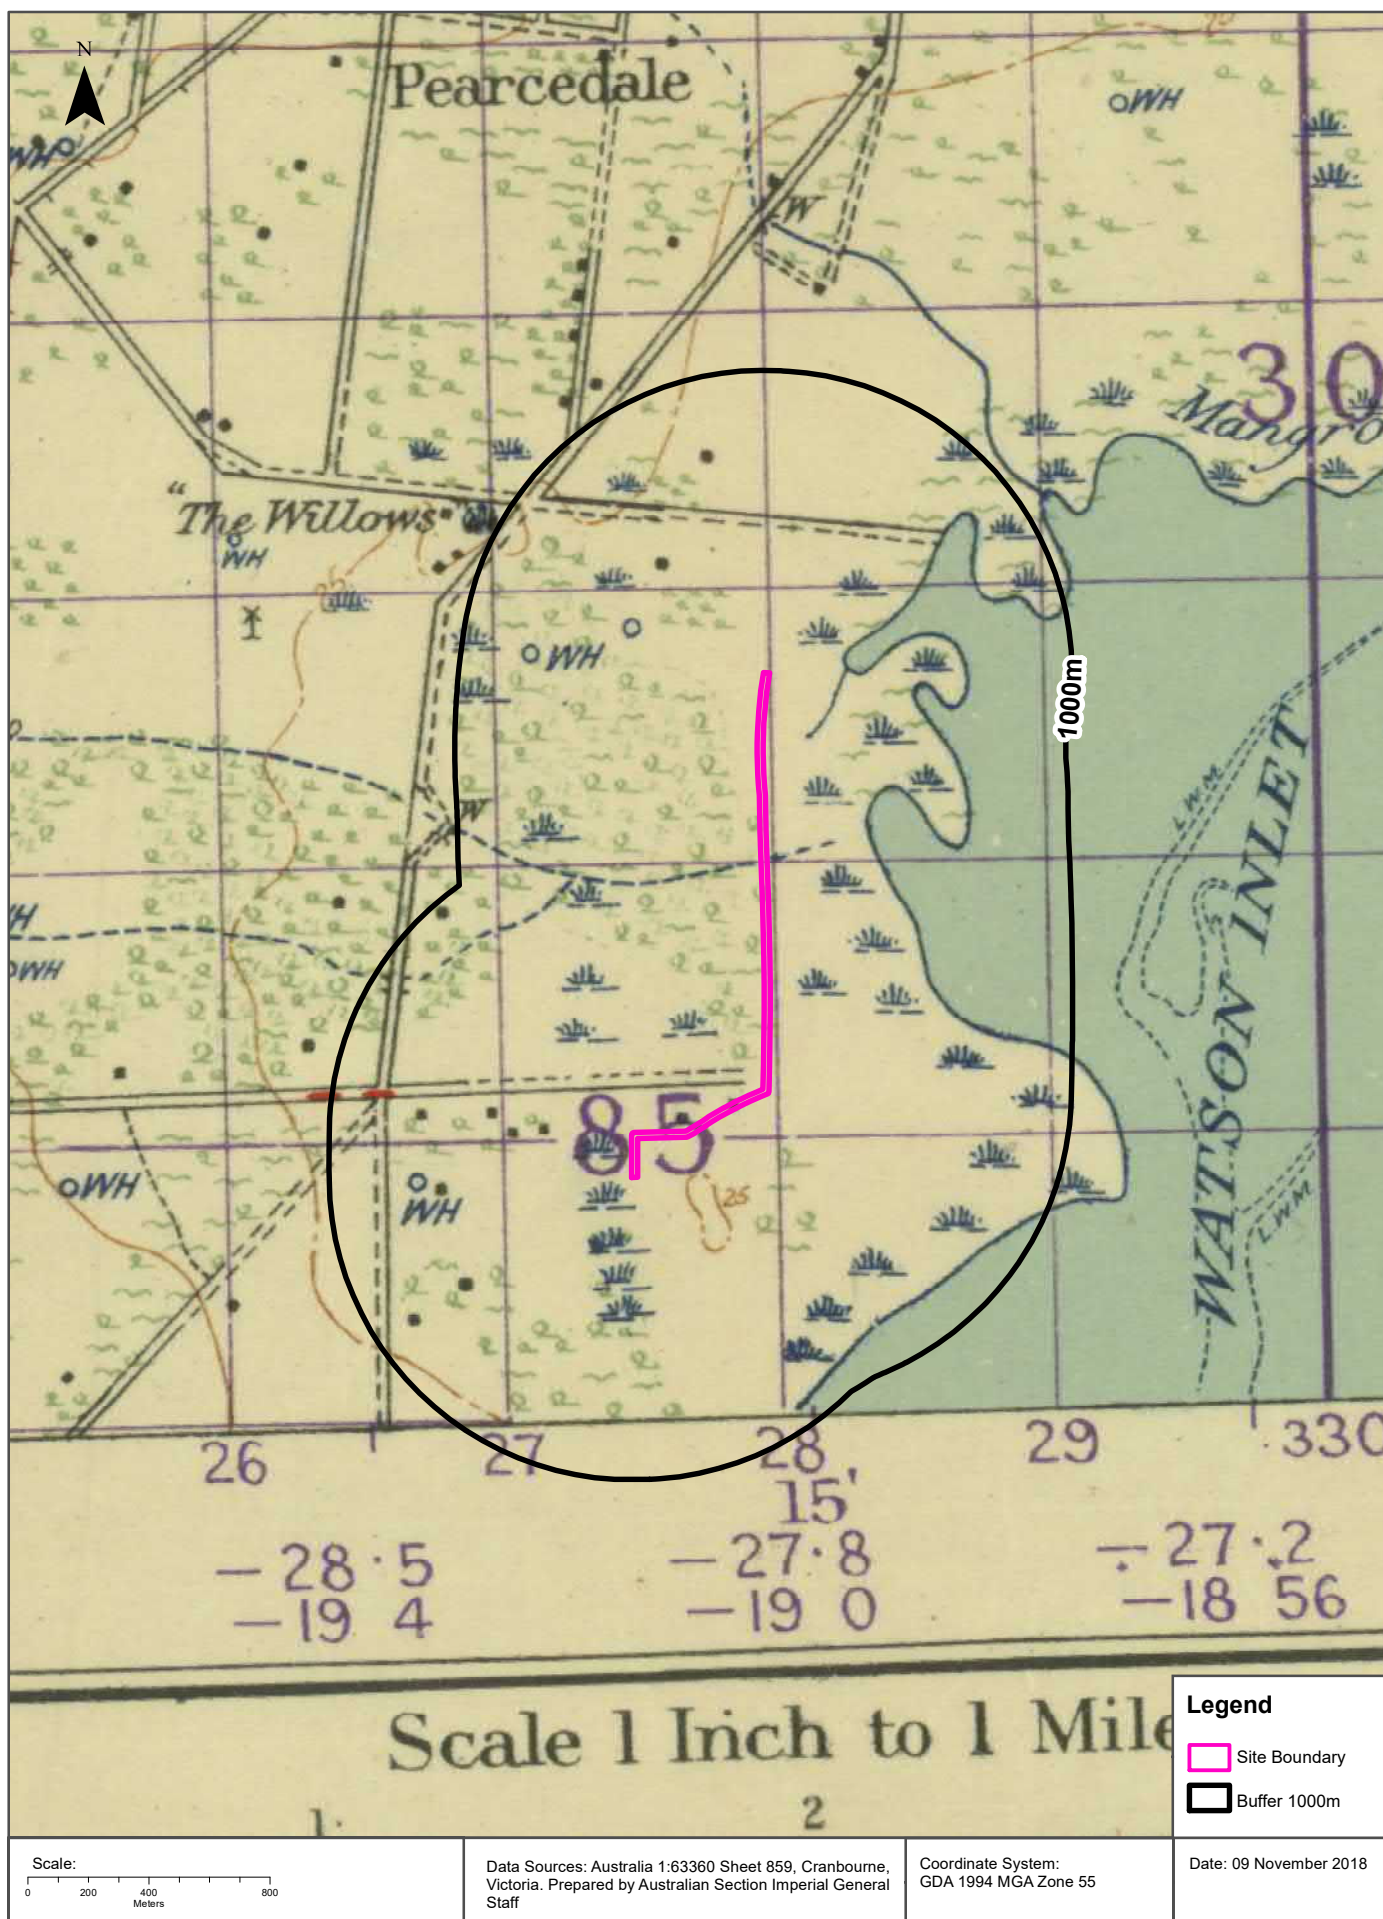 N
Pearcedale
WH
WH
W
30
Mangro
"The Willows"
WH
25
WH
1000m
W
L.W.M
WATSON INLET
WH
WH
85
WH
WH
25
L.W.M
26
27
28
29
330
15'
-28·5
-27·8
-27·2
-19 4
-19 0
-18 56
Scale 1 Inch to 1 Mile
1
2
Legend
Site Boundary
Buffer 1000m
Scale:
0 200 400 800
Meters
Data Sources: Australia 1:63360 Sheet 859, Cranbourne,
Victoria. Prepared by Australian Section Imperial General
Staff
Coordinate System:
GDA 1994 MGA Zone 55
Date: 09 November 2018